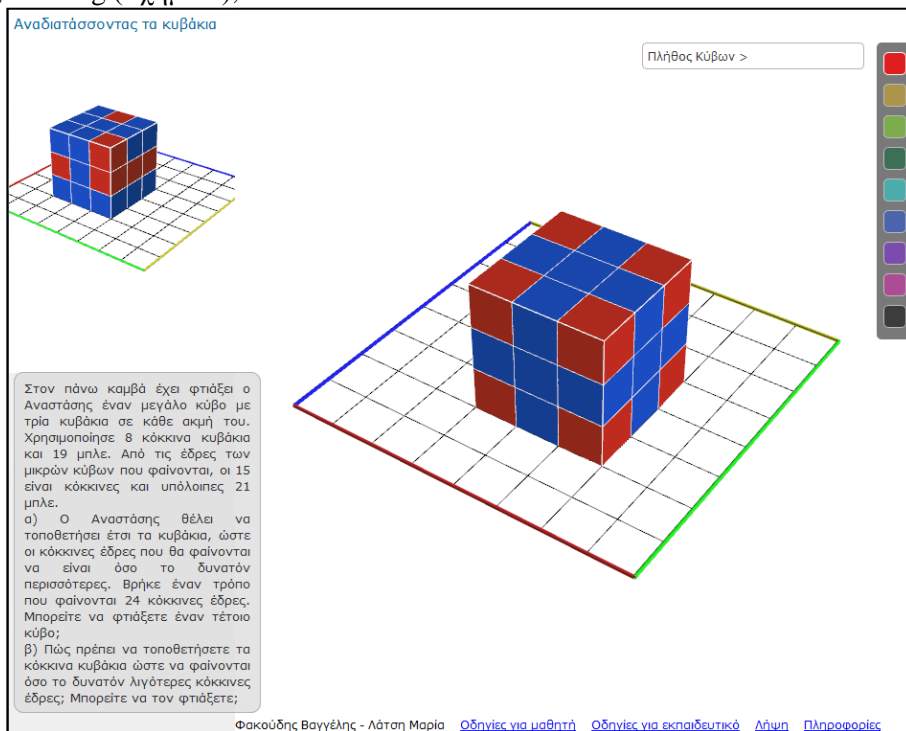 Αναδιατάσσοντας τα κυβάκια
Πλήθος Κύβων >
Στον πάνω καμβά έχει φτιάξει ο
Αναστάσης έναν μεγάλο κύβο με
τρία κυβάκια σε κάθε ακμή του.
Χρησιμοποίησε 8 κόκκινα κυβάκια
και 19 μπλε. Από τις έδρες των
μικρών κύβων που φαίνονται, οι 15
είναι κόκκινες και υπόλοιπες 21
μπλε.
α) Ο Αναστάσης θέλει να
τοποθετήσει έτσι τα κυβάκια, ώστε
οι κόκκινες έδρες που θα φαίνονται
να είναι όσο το δυνατόν
περισσότερες. Βρήκε έναν τρόπο
που φαίνονται 24 κόκκινες έδρες.
Μπορείτε να φτιάξετε έναν τέτοιο
κύβο;
β) Πώς πρέπει να τοποθετήσετε τα
κόκκινα κυβάκια ώστε να φαίνονται
όσο το δυνατόν λιγότερες κόκκινες
έδρες; Μπορείτε να τον φτιάξετε;
Φακούδης Βαγγέλης - Λάτση Μαρία Οδηγίες για μαθητή Οδηγίες για εκπαιδευτικό Λήψη Πληροφορίες